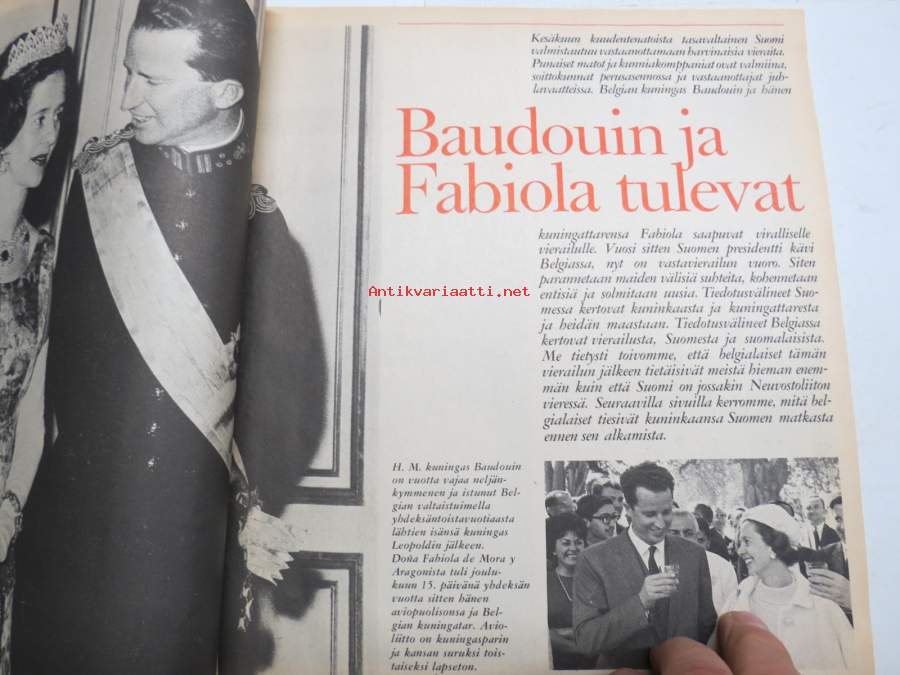 Kesäkuun kuudentenatoista tasavaltainen Suomi
valmistautuu vastaanottamaan harvinaisia vieraita.
Punaiset matot ja kunniakomppaniat ovat valmiina,
soittokunnat perusasennossa ja vastaanottajat juh-
lavaatteissa. Belgian kuningas Baudouin ja hänen
Baudouin ja
Fabiola tulevat
kuningattarensa Fabiola saapuvat viralliselle
vierailulle. Vuosi sitten Suomen presidentti kävi
Belgiassa, nyt on vastavierailun vuoro. Siten
parannetaan maiden välisiä suhteita, kohennetaan
entisiä ja solmitaan uusia. Tiedotusvälineet Suo-
messa kertovat kuninkaasta ja kuningattaresta
ja heidän maastaan. Tiedotusvälineet Belgiassa
kertovat vierailusta, Suomesta ja suomalaisista.
Me tietysti toivomme, että belgialaiset tämän
vierailun jälkeen tietäisivät meistä hieman enem-
män kuin että Suomi on jossakin Neuvostoliiton
vieressä. Seuraavilla sivuilla kerromme, mitä bel-
gialaiset tiesivät kuninkaansa Suomen matkasta
ennen sen alkamista.
Antikvariaatti.net
H. M. kuningas Baudouin
on vuotta vajaa neljän-
kymmenen ja istunut Bel-
gian valtaistuimella
yhdeksäntoistavuotiaasta
lähtien isänsä kuningas
Leopoldin jälkeen.
Doña Fabiola de Mora y
Aragonista tuli joulu-
kuun 15. päivänä yhdeksän
vuotta sitten hänen
aviopuolisonsa ja Bel-
gian kuningatar. Avio-
liitto on kuningasparin
ja kansan suruksi tois-
taiseksi lapseton.